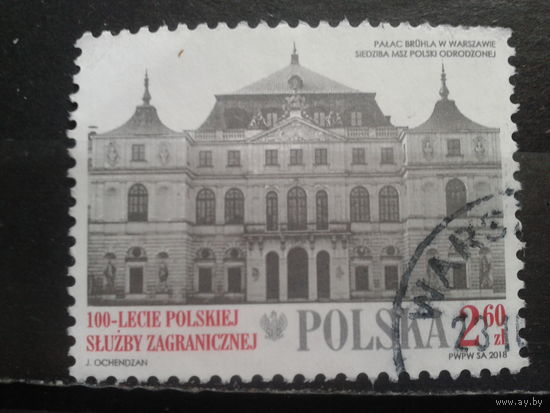 PAŁAC BRÜHLA W WARSZAWIE
SIEDZIBA MSZ POLSKI ODRODZONEJ
100-LECIE POLSKIEJ
SŁUŻBY ZAGRANICZNEJ
POLSKA 2,60 zł
J. OCHENDZAN
PWPW SA 2018
www.ay.by